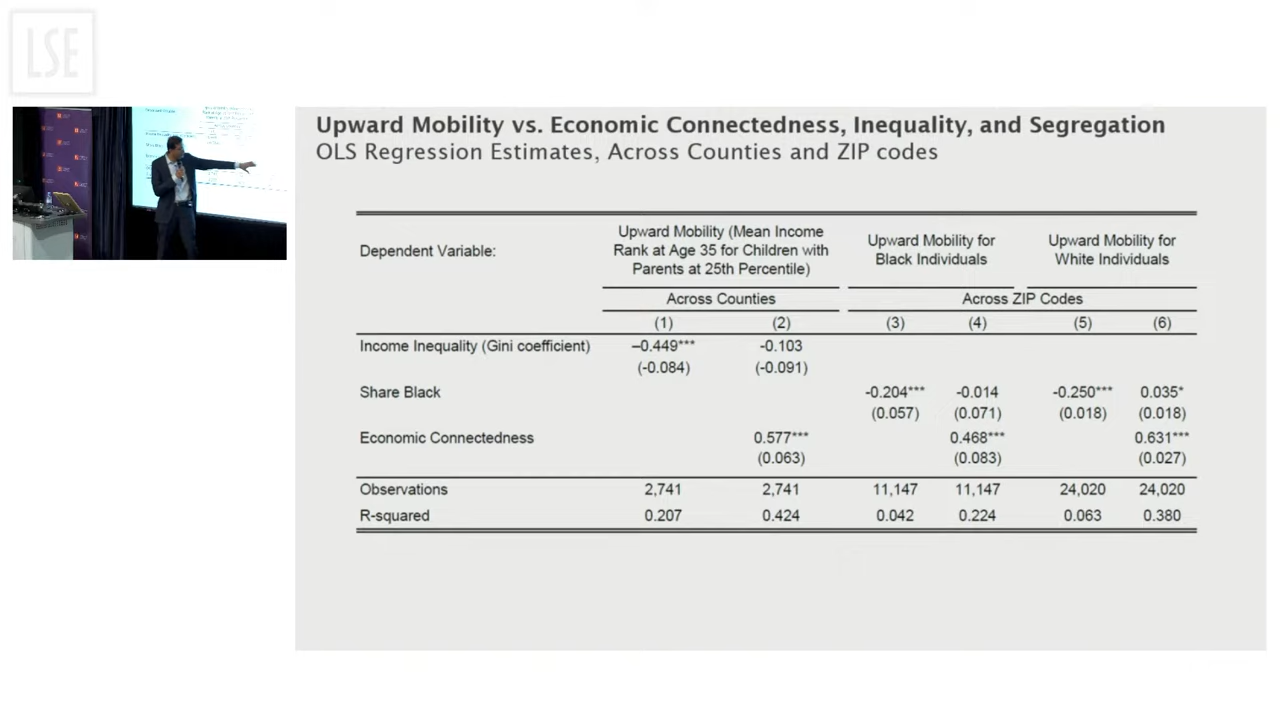 LSE
Upward Mobility vs. Economic Connectedness, Inequality, and Segregation
OLS Regression Estimates, Across Counties and ZIP codes
Dependent Variable:
Upward Mobility (Mean Income
Rank at Age 35 for Children with
Parents at 25th Percentile)
Upward Mobility for
Black Individuals
Upward Mobility for
White Individuals
Across Counties
Across ZIP Codes
(1) (2) (3) (4) (5) (6)
Income Inequality (Gini coefficient) –0.449*** -0.103
(-0.084) (-0.091)
Share Black -0.204*** -0.014 -0.250*** 0.035*
(0.057) (0.071) (0.018) (0.018)
Economic Connectedness 0.577*** 0.468*** 0.631***
(0.063) (0.083) (0.027)
Observations 2,741 2,741 11,147 11,147 24,020 24,020
R-squared 0.207 0.424 0.042 0.224 0.063 0.380